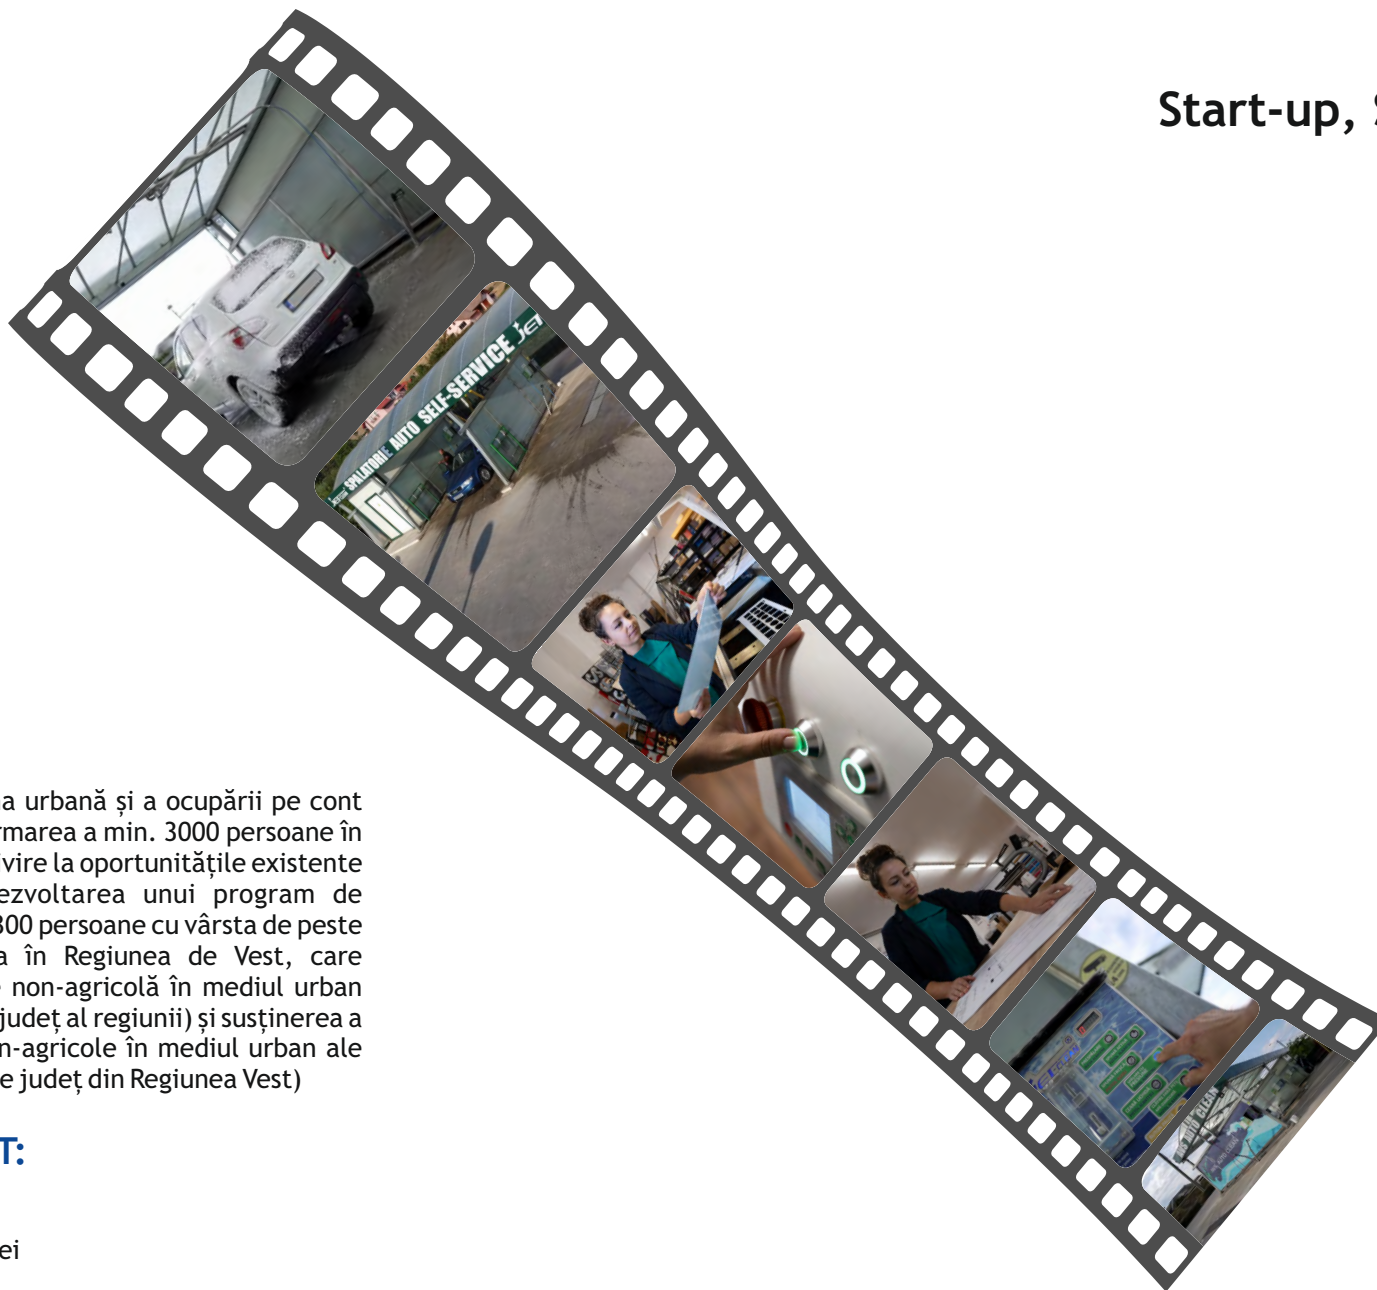 Start-up,
SPALATORIE AUTO SELF-SERVICE
a urbană și a ocupării pe cont
rmarea a min. 3000 persoane în
ivire la oportunitățile existente
ezvoltarea unui program de
300 persoane cu vârsta de peste
a în Regiunea de Vest, care
e non-agricolă în mediul urban
județ al regiunii) și susținerea a
n-agricole în mediul urban ale
e județ din Regiunea Vest)
T:
ei